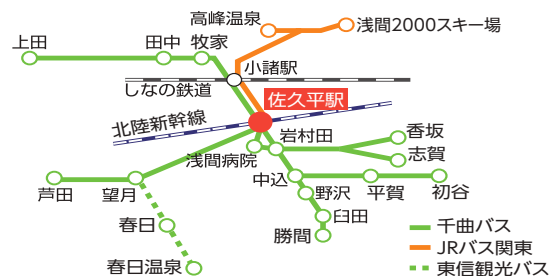 高峰温泉
浅間2000スキー場
上田
田中
牧家
小諸駅
しなの鉄道
佐久平駅
北陸新幹線
岩村田
香坂
志賀
浅間病院
中込
野沢
平賀
初谷
芦田
望月
臼田
勝間
春日
春日温泉
千曲バス
JRバス関東
東信観光バス